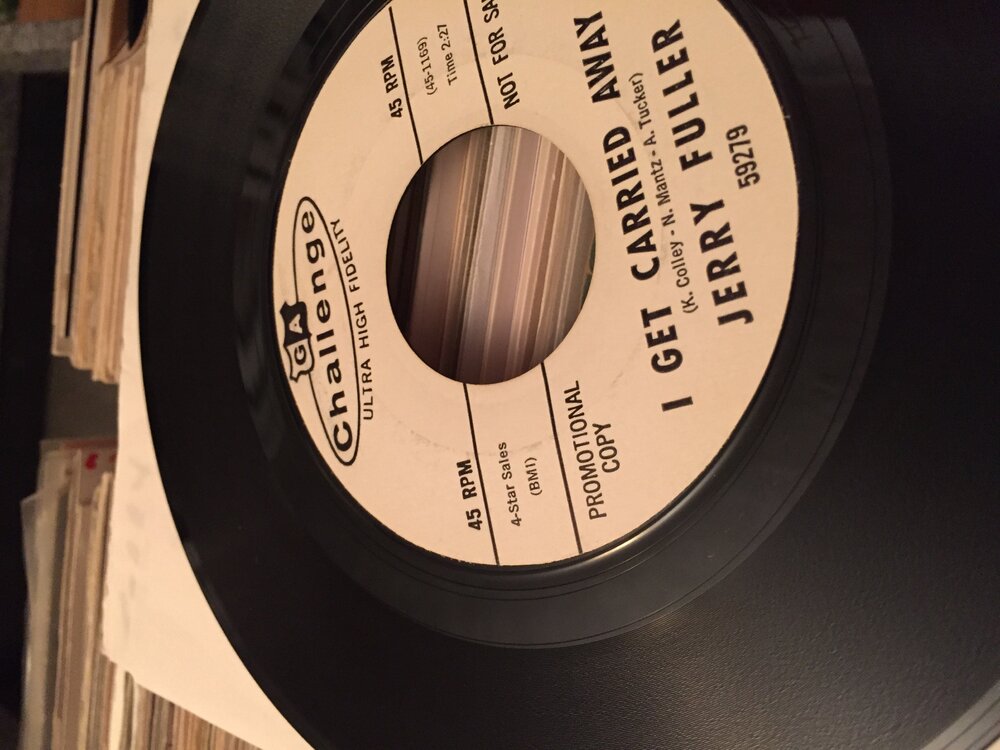 GA
Challenge
ULTRA HIGH FIDELITY
45 RPM
4-Star Sales
(BMI)
PROMOTIONAL
COPY
45 RPM
(45-1169)
Time 2:27
NOT FOR SA
I GET CARRIED AWAY
(K. Colley - N. Mantz - A. Tucker)
JERRY FULLER
59279